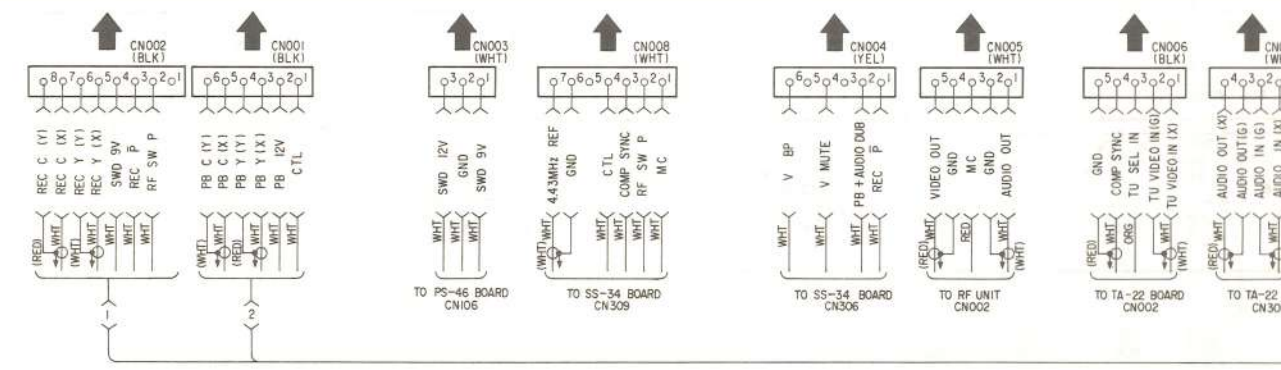 CN002
(BLK)
8 7 6 5 4 3 2 1
REC C (Y)
REC C (X)
REC Y (Y)
REC Y (X)
SWD 9V
REC P
RF SW P
(RED)
WHT
(WHT)
WHT
WHT
WHT
WHT
1
CN001
(BLK)
6 5 4 3 2 1
PB C (Y)
PB C (X)
PB Y (Y)
PB Y (X)
PB 12V
CTL
(WHT)
WHT
(RED)
WHT
WHT
WHT
2
CN003
(WHT)
3 2 1
SWD 12V
GND
SWD 9V
WHT
WHT
WHT
TO PS-46 BOARD
CN106
CN008
(WHT)
7 6 5 4 3 2 1
4.43MHz REF
GND
CTL
COMP SYNC
RF SW P
MC
(WHT)
WHT
WHT
WHT
WHT
WHT
TO SS-34 BOARD
CN309
CN004
(YEL)
6 5 4 3 2 1
V BP
V MUTE
PB + AUDIO DUB
REC P
WHT
WHT
WHT
WHT
TO SS-34 BOARD
CN306
CN005
(WHT)
5 4 3 2 1
VIDEO OUT
GND
MC
GND
AUDIO OUT
(RED)
WHT
RED
WHT
(WHT)
TO RF UNIT
CN002
CN006
(BLK)
5 4 3 2 1
GND
COMP SYNC
TU SEL IN
TU VIDEO IN (G)
TU VIDEO IN (X)
(RED)
WHT
ORG
WHT
(WHT)
TO TA-22 BOARD
CN002
4 3 2
AUDIO OUT (X)
AUDIO OUT (G)
AUDIO IN (G)
AUDIO IN
(RED)
WHT
WHT
TO TA-22